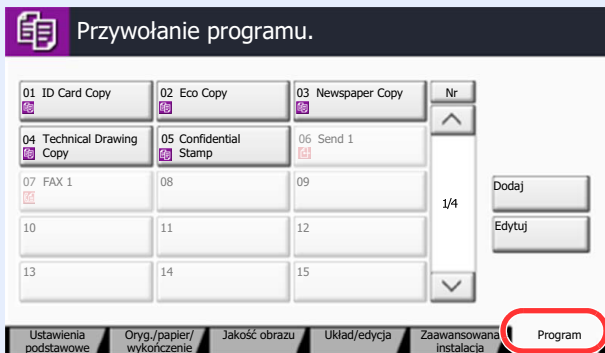 Przywołanie programu.
01 ID Card Copy
02 Eco Copy
03 Newspaper Copy
Nr
04 Technical Drawing
Copy
05 Confidential
Stamp
06 Send 1
07 FAX 1
08
09
1/4
Dodaj
10
11
12
Edytuj
13
14
15
Ustawienia
podstawowe
Oryg./papier/
wykończenie
Jakość obrazu
Układ/edycja
Zaawansowana
instalacja
Program